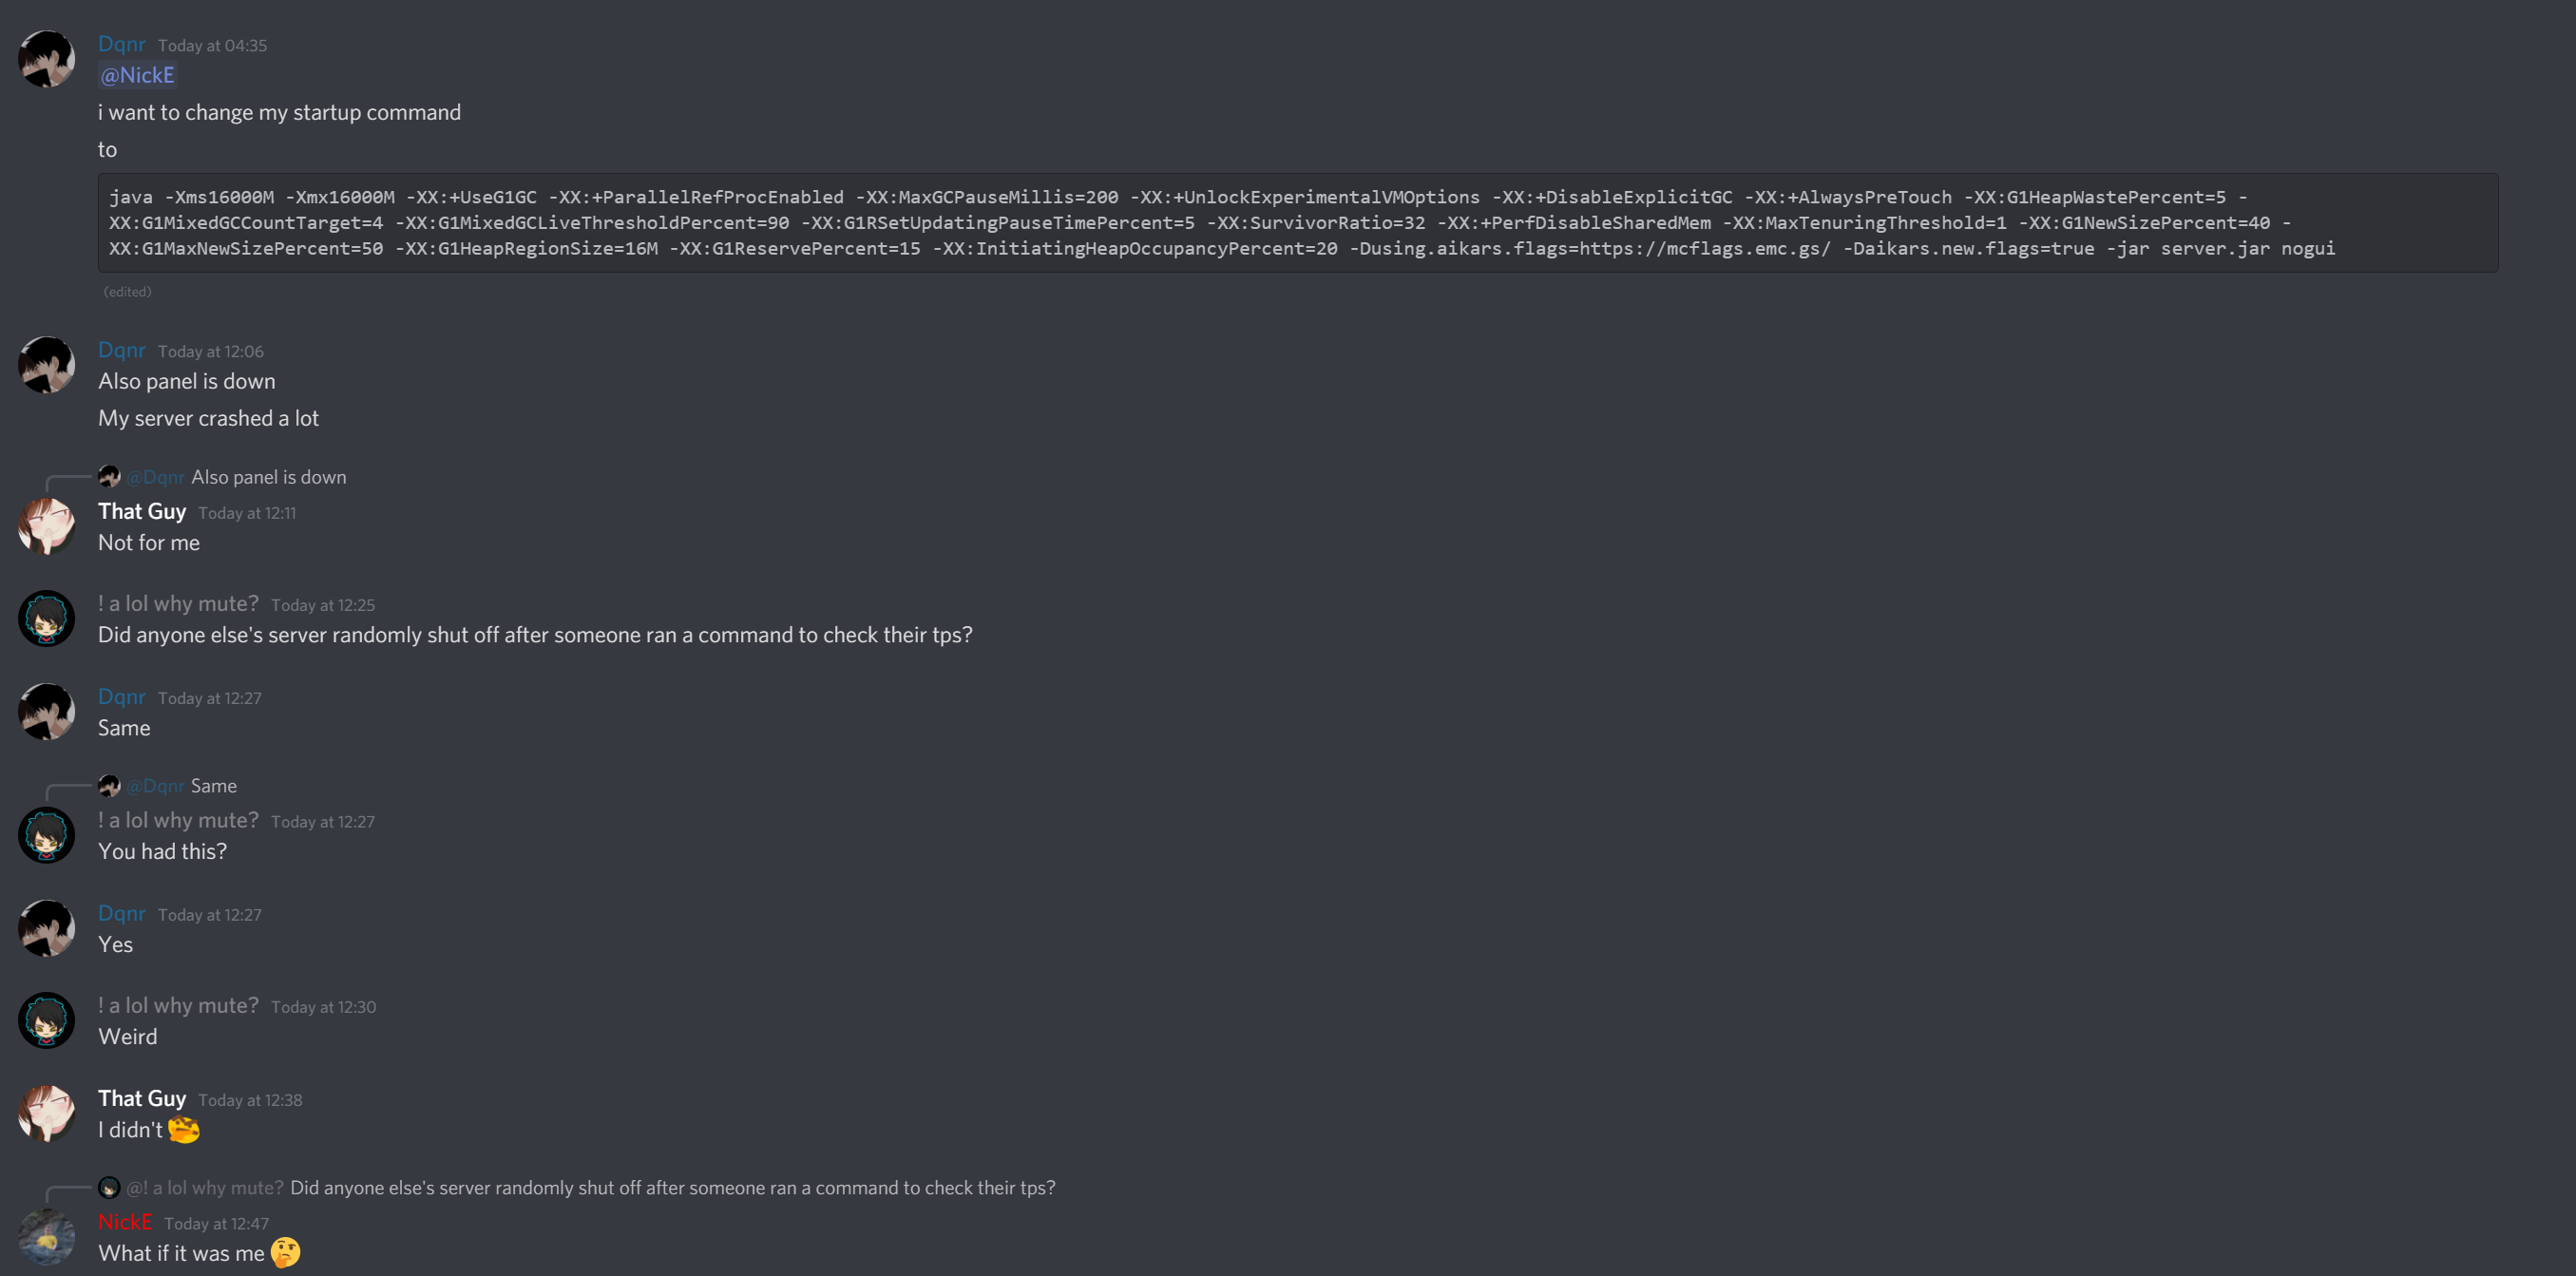 Dqnr Today at 04:35
@NickE
i want to change my startup command
to
java -Xms16000M -Xmx16000M -XX:+UseG1GC -XX:+ParallelRefProcEnabled -XX:MaxGCPauseMillis=200 -XX:+UnlockExperimentalVMOptions -XX:+DisableExplicitGC -XX:+AlwaysPreTouch -XX:G1HeapWastePercent=5 -
XX:G1MixedGCCountTarget=4 -XX:G1MixedGCLiveThresholdPercent=90 -XX:G1RSetUpdatingPauseTimePercent=5 -XX:SurvivorRatio=32 -XX:+PerfDisableSharedMem -XX:MaxTenuringThreshold=1 -XX:G1NewSizePercent=40 -
XX:G1MaxNewSizePercent=50 -XX:G1HeapRegionSize=16M -XX:G1ReservePercent=15 -XX:InitiatingHeapOccupancyPercent=20 -Dusing.aikars.flags=https://mcflags.emc.gs/ -Daikars.new.flags=true -jar server.jar nogui
(edited)
Dqnr Today at 12:06
Also panel is down
My server crashed a lot
@Dqnr Also panel is down
That Guy Today at 12:11
Not for me
! a lol why mute? Today at 12:25
Did anyone else's server randomly shut off after someone ran a command to check their tps?
Dqnr Today at 12:27
Same
@Dqnr Same
! a lol why mute? Today at 12:27
You had this?
Dqnr Today at 12:27
Yes
! a lol why mute? Today at 12:30
Weird
That Guy Today at 12:38
I didn't
@! a lol why mute? Did anyone else's server randomly shut off after someone ran a command to check their tps?
NickE Today at 12:47
What if it was me 🤔